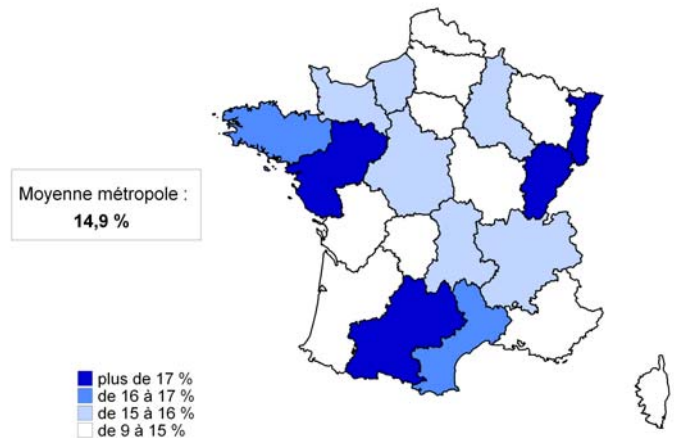 Moyenne métropole :
14,9 %
plus de 17 %
de 16 à 17 %
de 15 à 16 %
de 9 à 15 %